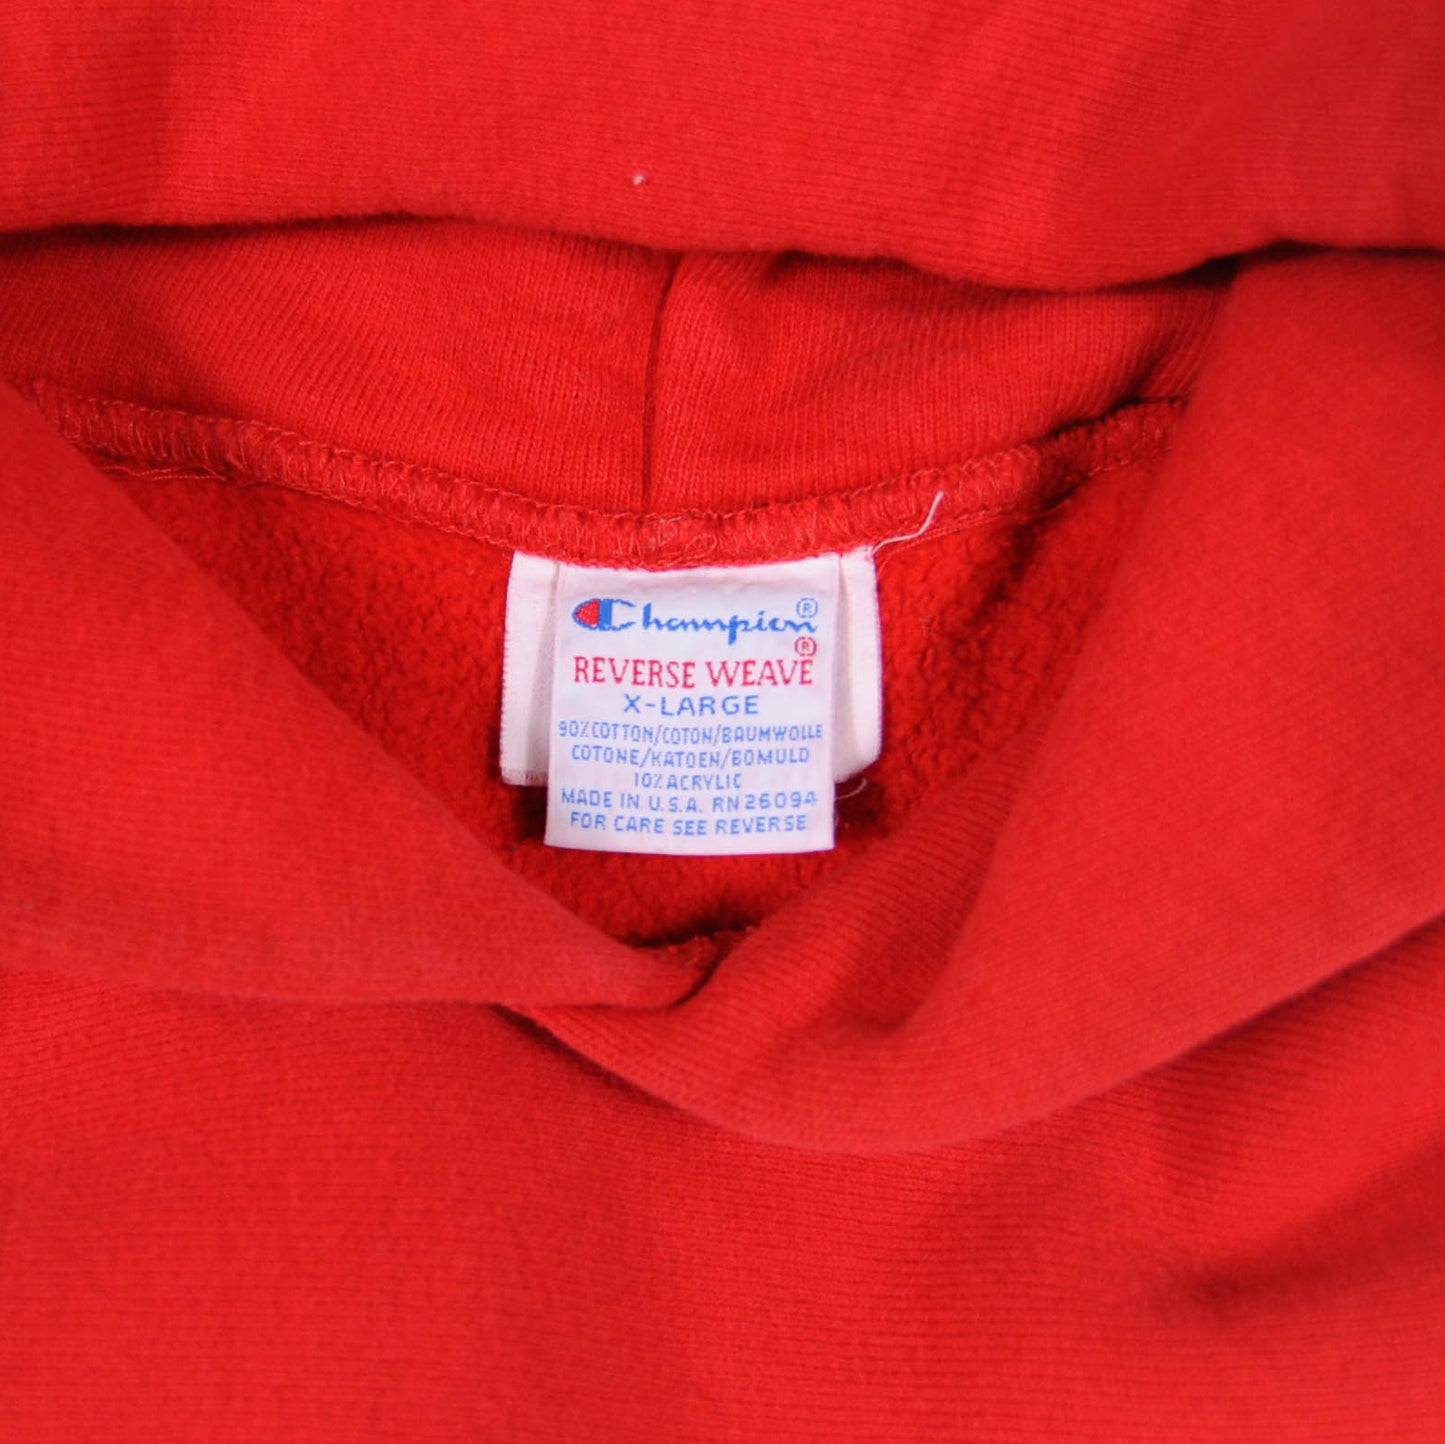 Champion®
REVERSE WEAVE®
X-LARGE
90% COTTON/COTON/BAUMWOLLE
COTONE/KATOEN/BOMULD
10% ACRYLIC
MADE IN U.S.A. RN26094
FOR CARE SEE REVERSE